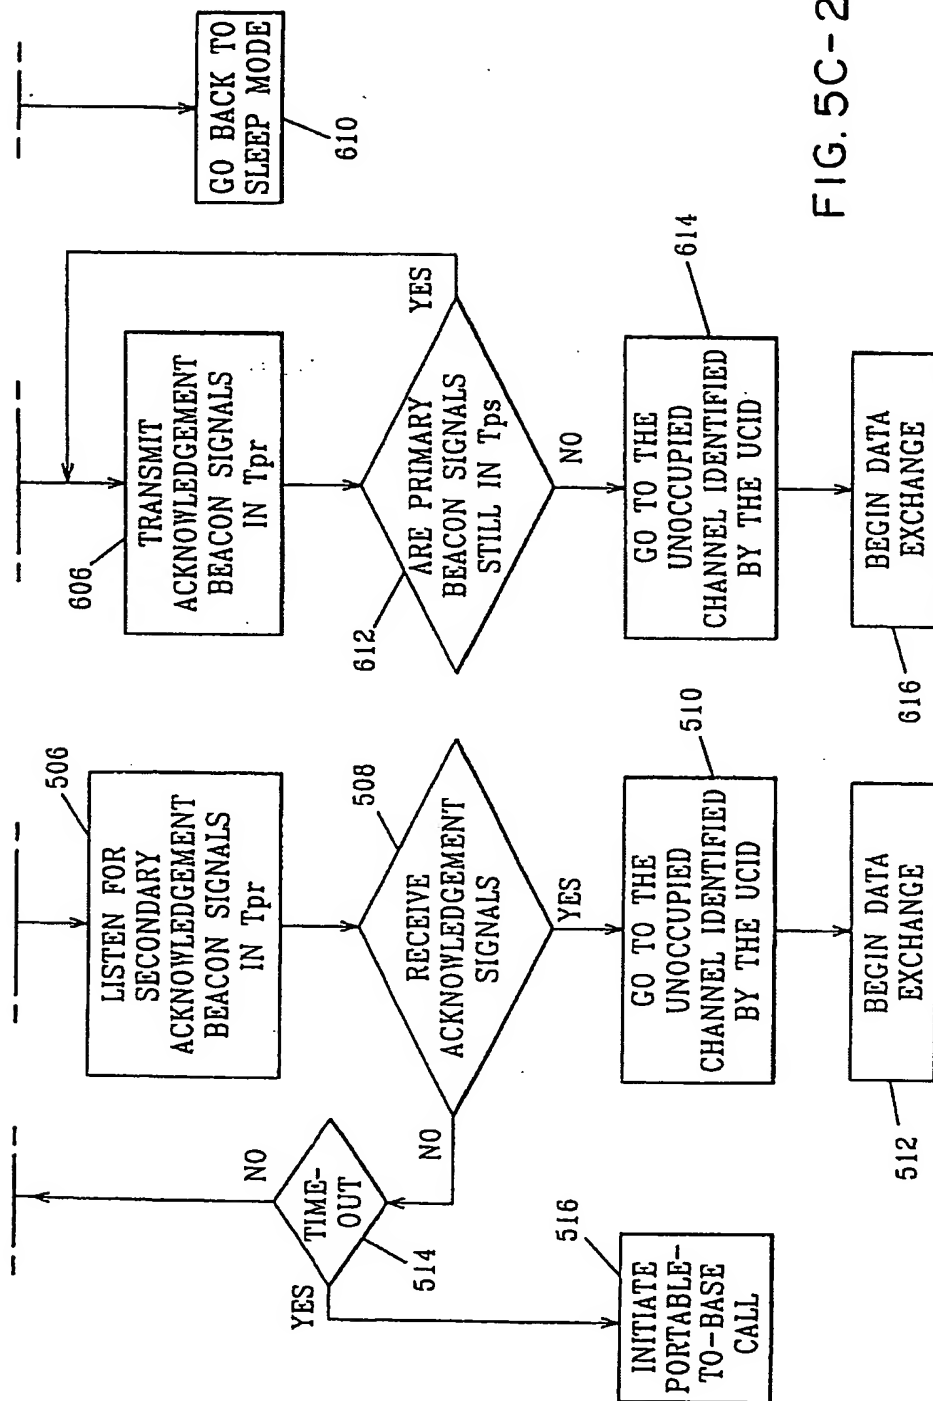 506
LISTEN FOR
SECONDARY
ACKNOWLEDGEMENT
BEACON SIGNALS
IN Tpr
508
RECEIVE
ACKNOWLEDGEMENT
SIGNALS
NO
YES
TIME-
OUT
514
NO
YES
516
INITIATE
PORTABLE-
TO-BASE
CALL
510
GO TO THE
UNOCCUPIED
CHANNEL IDENTIFIED
BY THE UCID
512
BEGIN DATA
EXCHANGE
606
TRANSMIT
ACKNOWLEDGEMENT
BEACON SIGNALS
IN Tpr
612
ARE PRIMARY
BEACON SIGNALS
STILL IN Tps
YES
NO
614
GO TO THE
UNOCCUPIED
CHANNEL IDENTIFIED
BY THE UCID
616
BEGIN DATA
EXCHANGE
GO BACK TO
SLEEP MODE
610
FIG. 5C-2